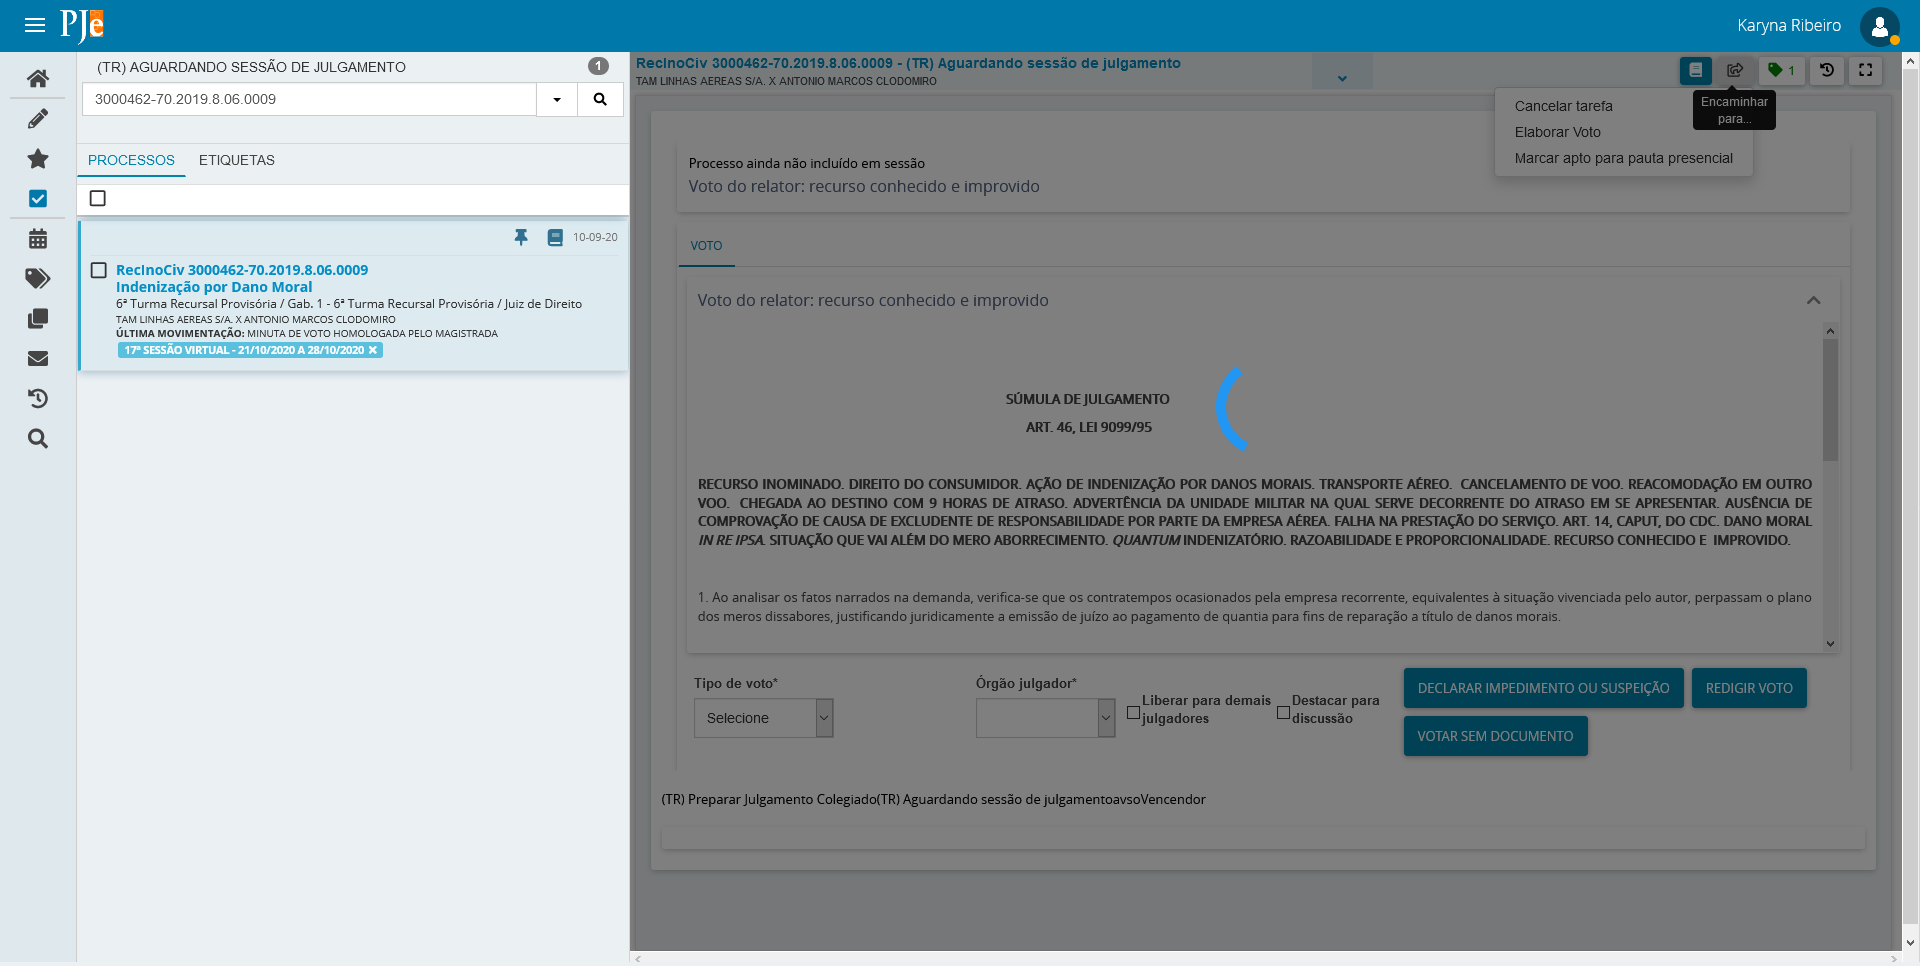 PJe
Karyna Ribeiro
(TR) AGUARDANDO SESSÃO DE JULGAMENTO
1
3000462-70.2019.8.06.0009
PROCESSOS
ETIQUETAS
10-09-20
RecInoCiv 3000462-70.2019.8.06.0009
Indenização por Dano Moral
6ª Turma Recursal Provisória / Gab. 1 - 6ª Turma Recursal Provisória / Juiz de Direito
TAM LINHAS AEREAS S/A. X ANTONIO MARCOS CLODOMIRO
ÚLTIMA MOVIMENTAÇÃO: MINUTA DE VOTO HOMOLOGADA PELO MAGISTRADA
17ª SESSÃO VIRTUAL - 21/10/2020 A 28/10/2020
RecInoCiv 3000462-70.2019.8.06.0009 - (TR) Aguardando sessão de julgamento
TAM LINHAS AEREAS S/A. X ANTONIO MARCOS CLODOMIRO
1
Encaminhar
para...
Cancelar tarefa
Elaborar Voto
Marcar apto para pauta presencial
Processo ainda não incluído em sessão
Voto do relator: recurso conhecido e improvido
VOTO
Voto do relator: recurso conhecido e improvido
SÚMULA DE JULGAMENTO
ART. 46, LEI 9099/95
RECURSO INOMINADO. DIREITO DO CONSUMIDOR. AÇÃO DE INDENIZAÇÃO POR DANOS MORAIS. TRANSPORTE AÉREO. CANCELAMENTO DE VOO. REACOMODAÇÃO EM OUTRO
VOO. CHEGADA AO DESTINO COM 9 HORAS DE ATRASO. ADVERTÊNCIA DA UNIDADE MILITAR NA QUAL SERVE DECORRENTE DO ATRASO EM SE APRESENTAR. AUSÊNCIA DE
COMPROVAÇÃO DE CAUSA DE EXCLUDENTE DE RESPONSABILIDADE POR PARTE DA EMPRESA AÉREA. FALHA NA PRESTAÇÃO DO SERVIÇO. ART. 14, CAPUT, DO CDC. DANO MORAL
IN RE IPSA. SITUAÇÃO QUE VAI ALÉM DO MERO ABORRECIMENTO. QUANTUM INDENIZATÓRIO. RAZOABILIDADE E PROPORCIONALIDADE. RECURSO CONHECIDO E IMPROVIDO.
1. Ao analisar os fatos narrados na demanda, verifica-se que os contratempos ocasionados pela empresa recorrente, equivalentes à situação vivenciada pelo autor, perpassam o plano
dos meros dissabores, justificando juridicamente a emissão de juízo ao pagamento de quantia para fins de reparação a título de danos morais.
Tipo de voto*
Selecione
Órgão julgador*
Liberar para demais
julgadores
Destacar para
discussão
DECLARAR IMPEDIMENTO OU SUSPEIÇÃO
REDIGIR VOTO
VOTAR SEM DOCUMENTO
(TR) Preparar Julgamento Colegiado(TR) Aguardando sessão de julgamentoavsoVencendor